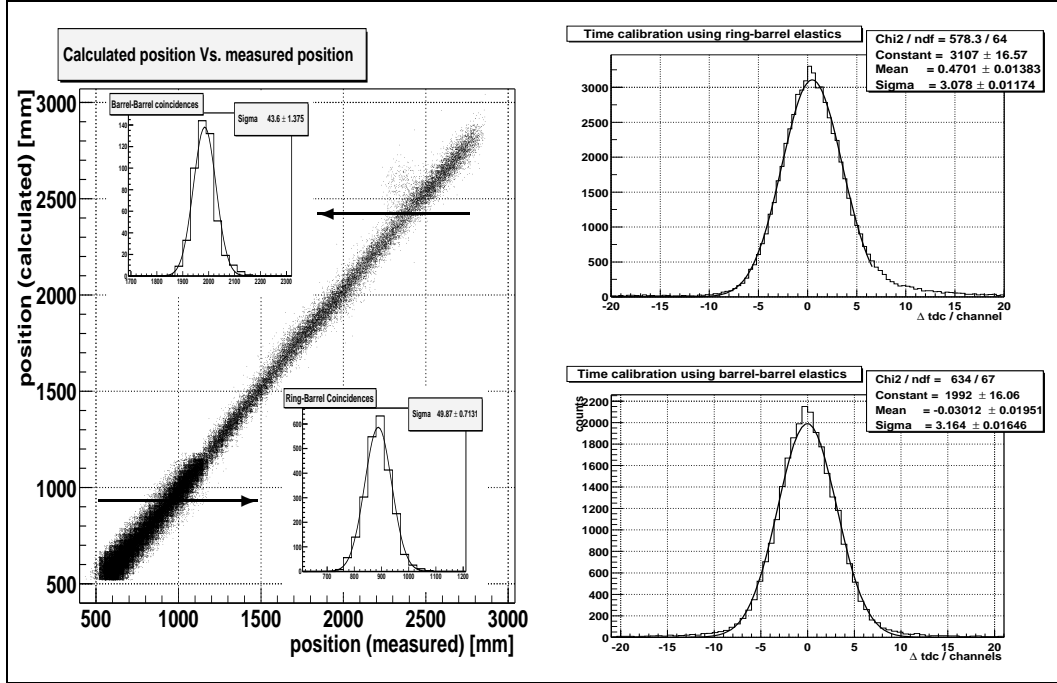 Calculated position Vs. measured position
position (calculated) [mm]
3000
2500
2000
1500
1000
500
500 1000 1500 2000 2500 3000
position (measured) [mm]
Barrel-Barrel coincidences
Sigma 43.6 ± 1.375
140
120
100
80
60
40
20
0
1700 1800 1900 2000 2100 2200 2300
Ring-Barrel Coincidences
Sigma 49.87 ± 0.7131
600
500
400
300
200
100
0
700 800 900 1000 1100 1200
Time calibration using ring-barrel elastics
Chi2 / ndf = 578.3 / 64
Constant = 3107 ± 16.57
Mean = 0.4701 ± 0.01383
Sigma = 3.078 ± 0.01174
3000
2500
2000
1500
1000
500
0
-20 -15 -10 -5 0 5 10 15 20
Δ tdc / channel
Time calibration using barrel-barrel elastics
Chi2 / ndf = 634 / 67
Constant = 1992 ± 16.06
Mean = -0.03012 ± 0.01951
Sigma = 3.164 ± 0.01646
counts
2200
2000
1800
1600
1400
1200
1000
800
600
400
200
0
-20 -15 -10 -5 0 5 10 15 20
Δ tdc / channels